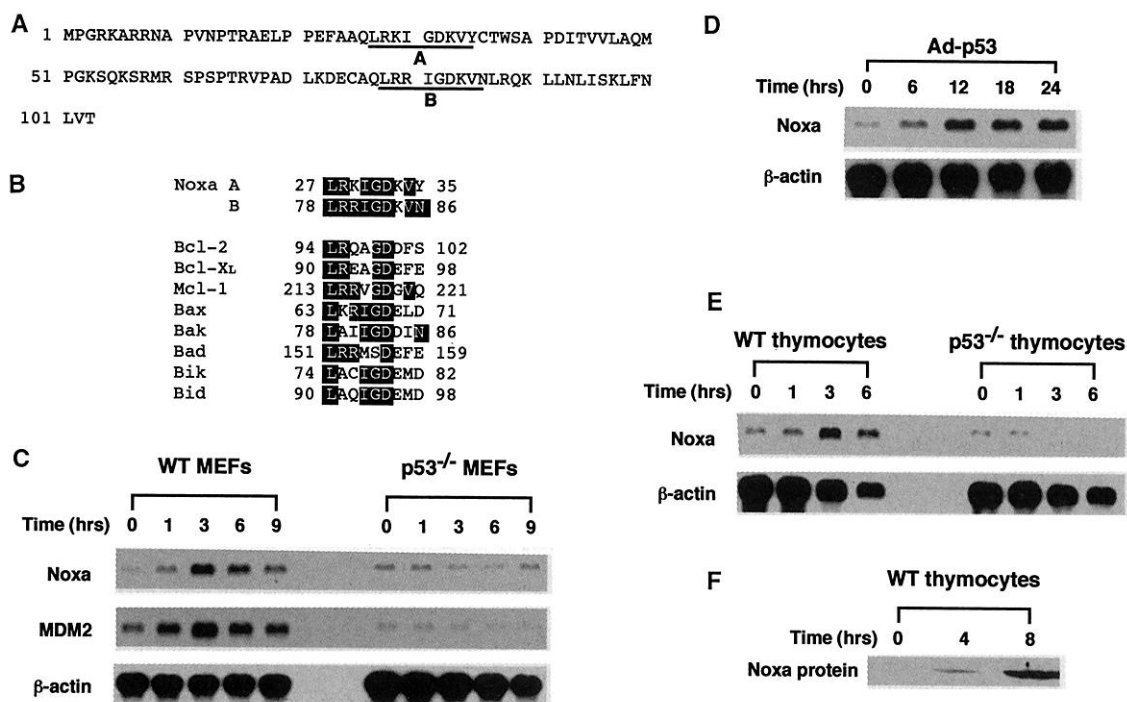 A
1 MPGRKARRNA PVNPTRAELP PEFAAQLRKI GDKVYCTWSA PDITVVLAQM
A
51 PGKSQKSRMR SPSPTRVPAD LKDECAQLRR IGDKVNLRQK LLNLISKLFN
B
101 LVT
B
Noxa A 27 LRKIGDKVY 35
B 78 LRRIGDKVN 86
Bcl-2 94 LRQAGDDFS 102
Bcl-XL 90 LREAGDEFE 98
Mcl-1 213 LRRVGDGVQ 221
Bax 63 LKRIGDELD 71
Bak 78 LAIIGDDIN 86
Bad 151 LRRMSDEFE 159
Bik 74 LACIGDEMD 82
Bid 90 LAQIGDEMD 98
C
WT MEFs p53-/- MEFs
Time (hrs) 0 1 3 6 9 0 1 3 6 9
Noxa
MDM2
β-actin
D
Ad-p53
Time (hrs) 0 6 12 18 24
Noxa
β-actin
E
WT thymocytes p53-/- thymocytes
Time (hrs) 0 1 3 6 0 1 3 6
Noxa
β-actin
F
WT thymocytes
Time (hrs) 0 4 8
Noxa protein